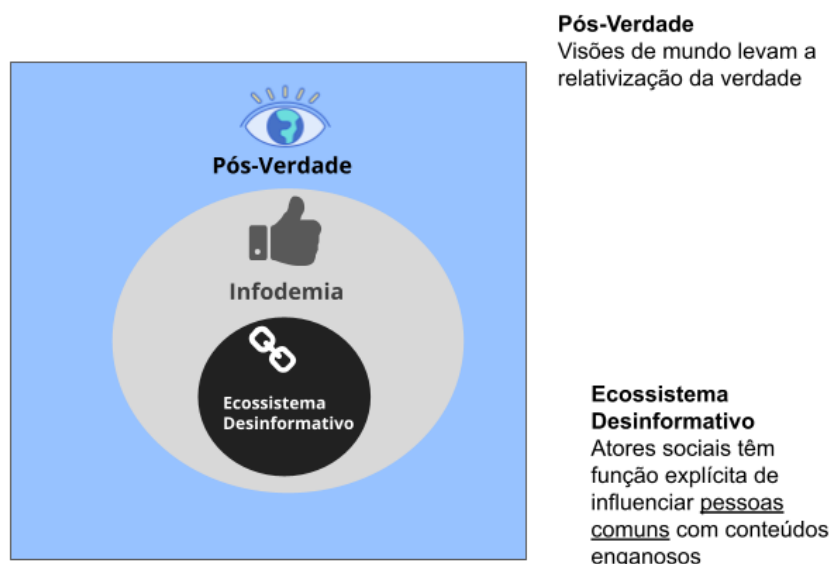 Pós-Verdade
Visões de mundo levam a
relativização da verdade
Pós-Verdade
Infodemia
Ecossistema
Desinformativo
Ecossistema
Desinformativo
Atores sociais têm
função explícita de
influenciar pessoas
comuns com conteúdos
enganosos